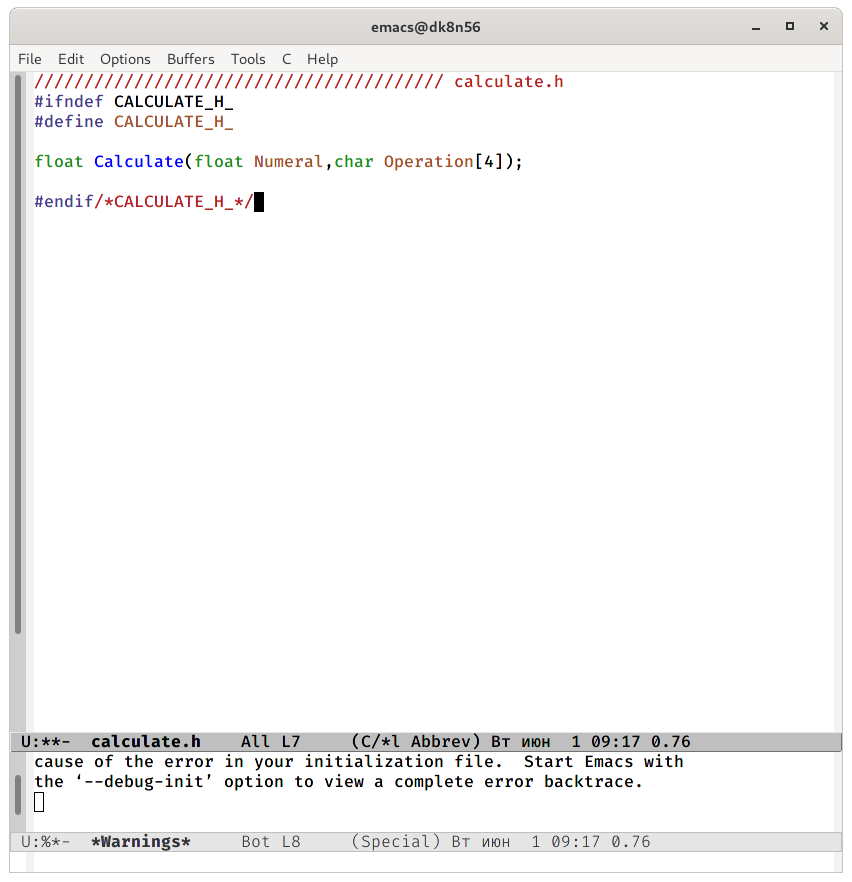 emacs@dk8n56
File Edit Options Buffers Tools C Help
///////////////////////////////////////// calculate.h
#ifndef CALCULATE_H_
#define CALCULATE_H_
float Calculate(float Numeral,char Operation[4]);
#endif/*CALCULATE_H_*/
U:**- calculate.h All L7 (C/*l Abbrev) Вт июн 1 09:17 0.76
cause of the error in your initialization file. Start Emacs with
the ‘--debug-init’ option to view a complete error backtrace.
U:%*- *Warnings* Bot L8 (Special) Вт июн 1 09:17 0.76